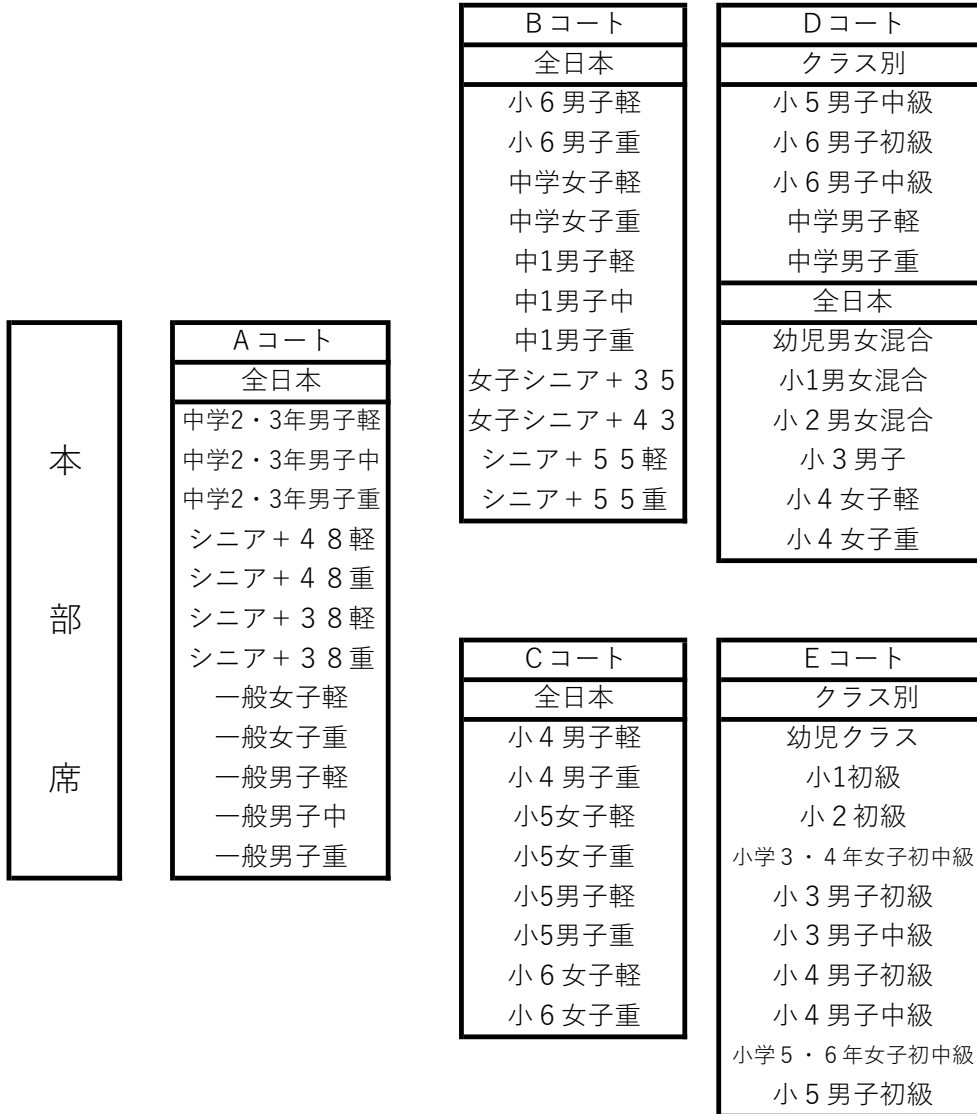 本部席
Aコート
全日本
中学2・3年男子軽
中学2・3年男子中
中学2・3年男子重
シニア+４８軽
シニア+４８重
シニア+３８軽
シニア+３８重
一般女子軽
一般女子重
一般男子軽
一般男子中
一般男子重
Bコート
全日本
小６男子軽
小６男子重
中学女子軽
中学女子重
中1男子軽
中1男子中
中1男子重
女子シニア+３５
女子シニア+４３
シニア+５５軽
シニア+５５重
Cコート
全日本
小４男子軽
小４男子重
小5女子軽
小5女子重
小5男子軽
小5男子重
小６女子軽
小６女子重
Dコート
クラス別
小５男子中級
小６男子初級
小６男子中級
中学男子軽
中学男子重
全日本
幼児男女混合
小1男女混合
小２男女混合
小３男子
小４女子軽
小４女子重
Eコート
クラス別
幼児クラス
小1初級
小２初級
小学３・４年女子初中級
小３男子初級
小３男子中級
小４男子初級
小４男子中級
小学５・６年女子初中級
小５男子初級